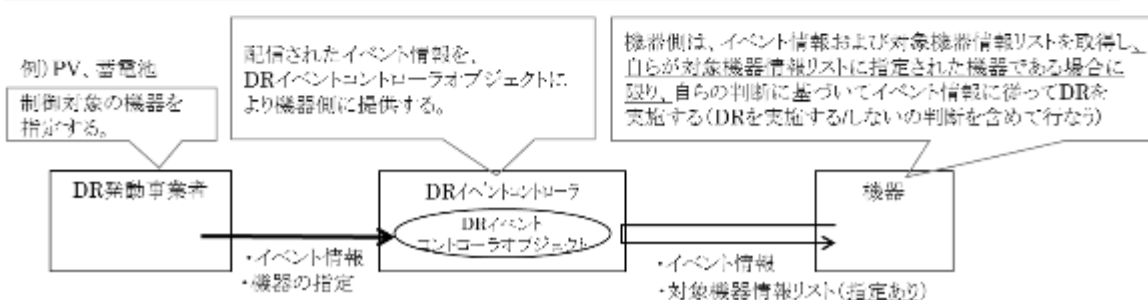 例) PV、蓄電池
制御対象の機器を
指定する。
配信されたイベント情報を、
DRイベントコントローラオブジェクトに
より機器側に提供する。
機器側は、イベント情報および対象機器情報リストを取得し、
自らが対象機器情報リストに指定された機器である場合に
限り、自らの判断に基づいてイベント情報に従ってDRを
実施する(DRを実施する/しないの判断を含めて行なう)
DR発動事業者
DRイベントコントローラ
機器
DRイベント
コントローラオブジェクト
・イベント情報
・機器の指定
・イベント情報
・対象機器情報リスト(指定あり)